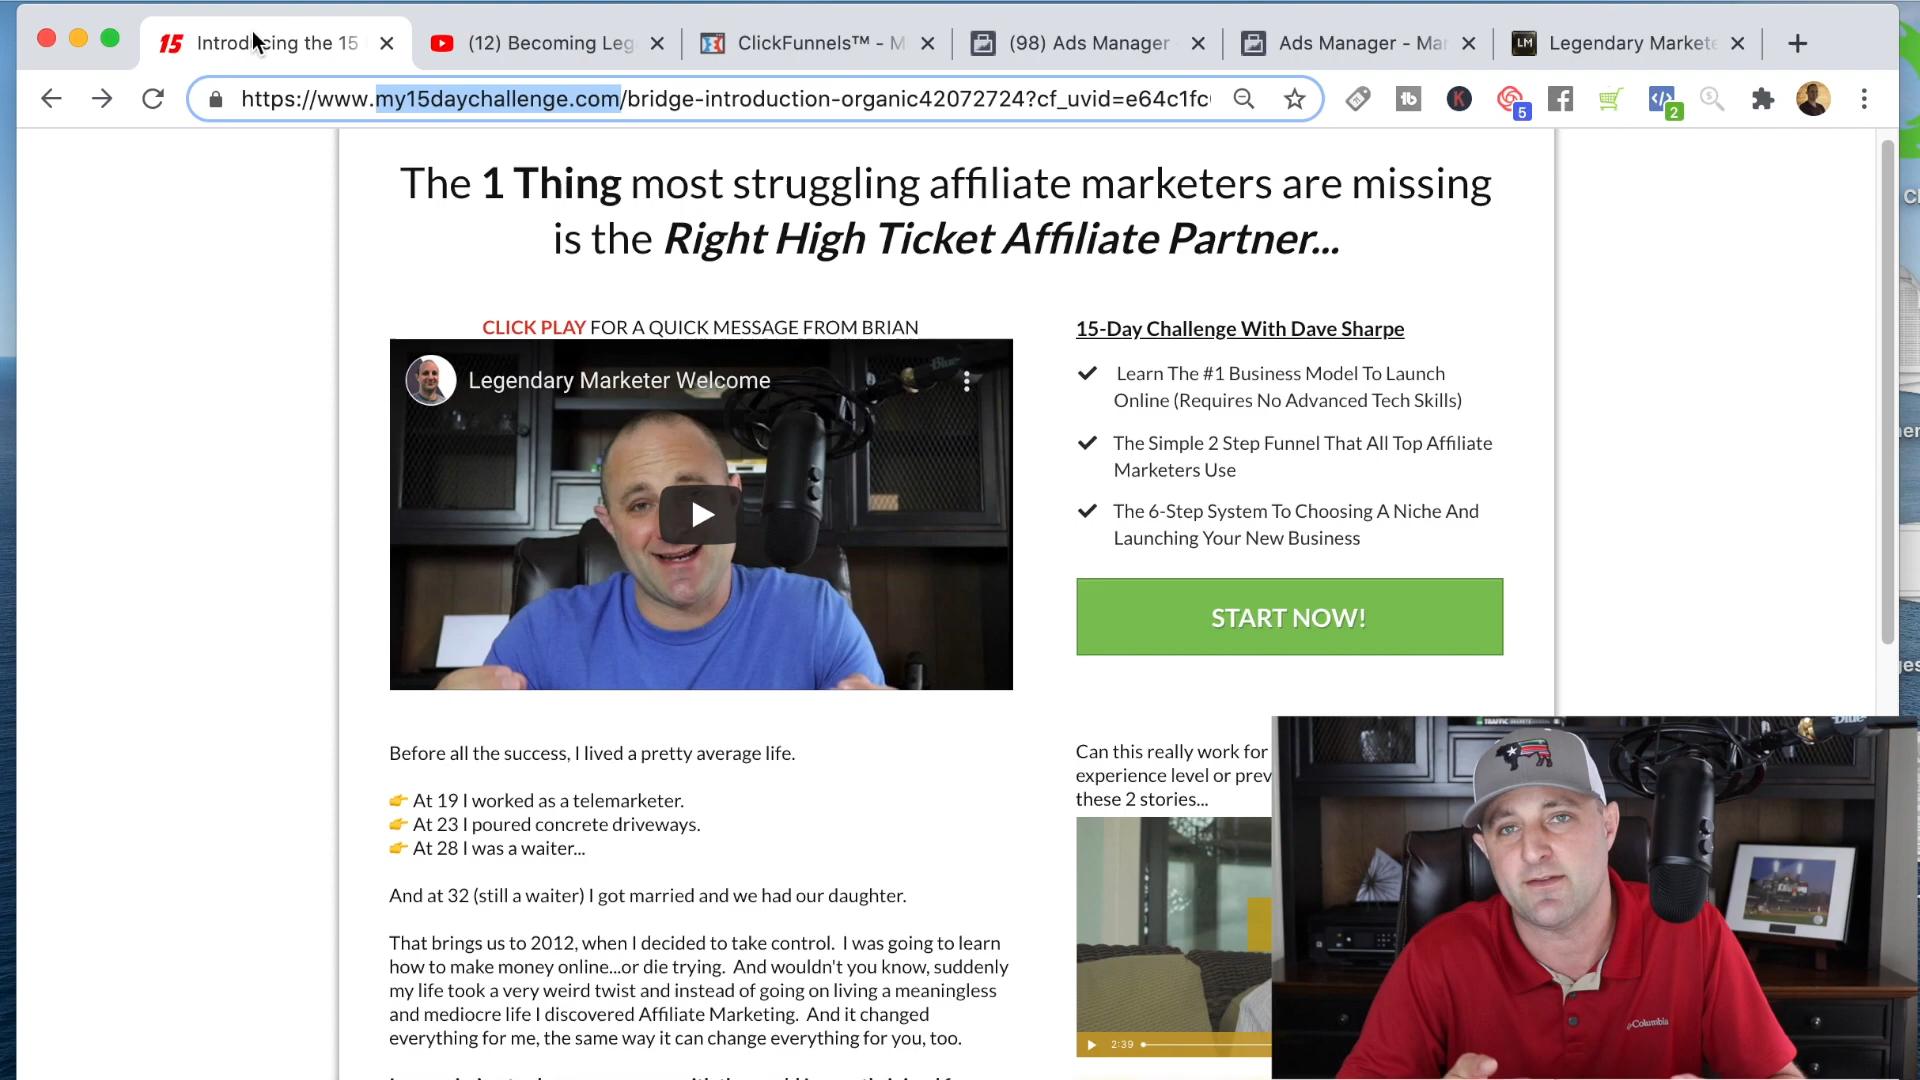 15 Introducing the 15
(12) Becoming Leg
ClickFunnels™ - M
(98) Ads Manager
Ads Manager - Mar
LM Legendary Markete
https://www.my15daychallenge.com/bridge-introduction-organic42072724?cf_uvid=e64c1fc
5
2
The 1 Thing most struggling affiliate marketers are missing
is the Right High Ticket Affiliate Partner...
CLICK PLAY FOR A QUICK MESSAGE FROM BRIAN
Legendary Marketer Welcome
15-Day Challenge With Dave Sharpe
Learn The #1 Business Model To Launch
Online (Requires No Advanced Tech Skills)
The Simple 2 Step Funnel That All Top Affiliate
Marketers Use
The 6-Step System To Choosing A Niche And
Launching Your New Business
START NOW!
Before all the success, I lived a pretty average life.
At 19 I worked as a telemarketer.
At 23 I poured concrete driveways.
At 28 I was a waiter...
And at 32 (still a waiter) I got married and we had our daughter.
That brings us to 2012, when I decided to take control. I was going to learn
how to make money online...or die trying. And wouldn't you know, suddenly
my life took a very weird twist and instead of going on living a meaningless
and mediocre life I discovered Affiliate Marketing. And it changed
everything for me, the same way it can change everything for you, too.
Can this really work for
experience level or prev
these 2 stories...
2:39
TRAFFIC SECRETS
Blue
Columbia